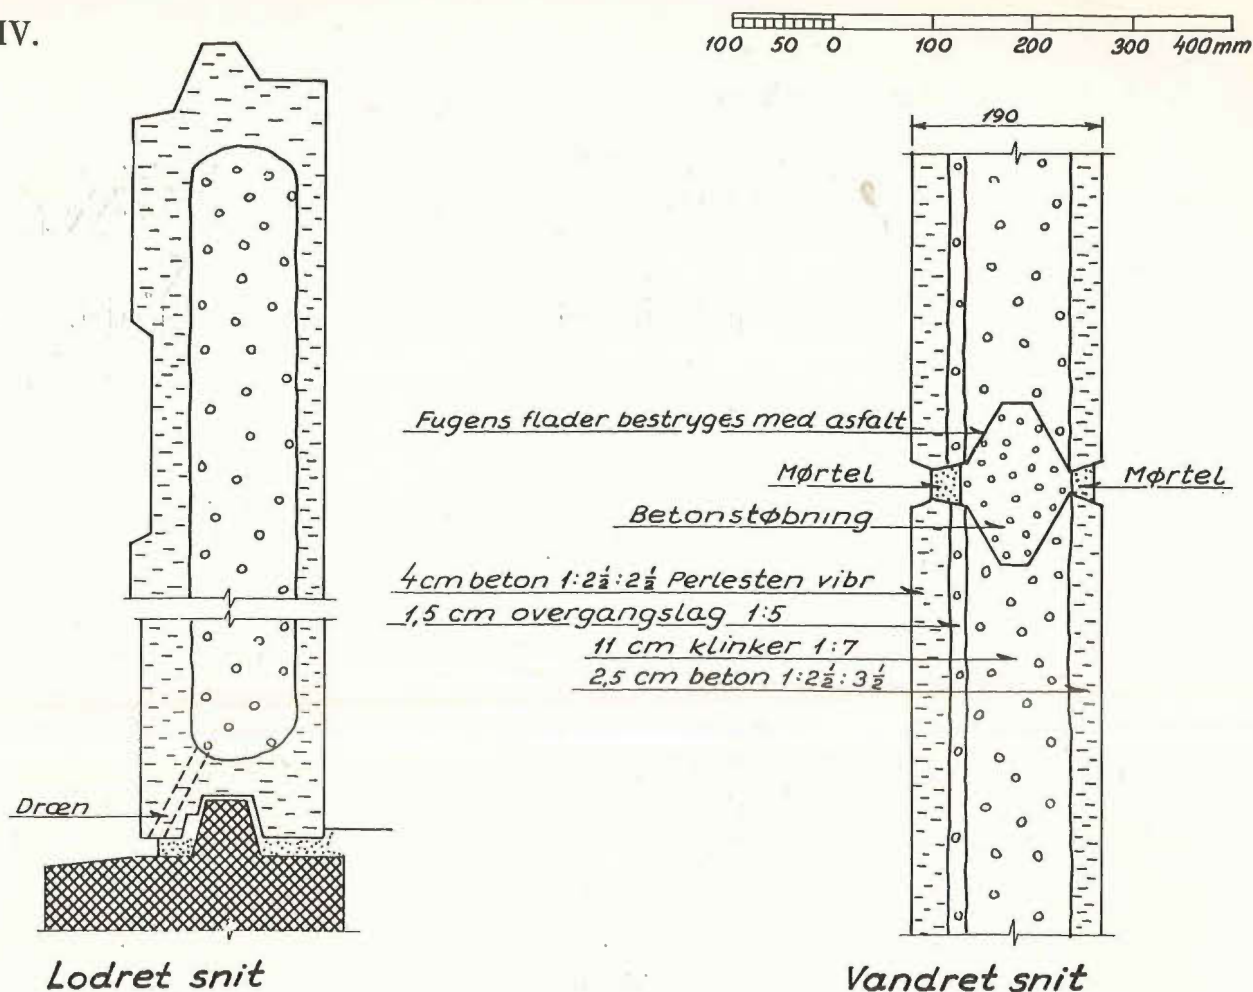 IV.
100 50 0 100 200 300 400mm
190
Fugens flader bestryges med asfalt
Mørtel
Mørtel
Betonstøbning
4cm beton 1:2½:2½ Perlesten vibr
1,5 cm overgangslag 1:5
11 cm klinker 1:7
2,5 cm beton 1:2½:3½
Dræn
Lodret snit
Vandret snit